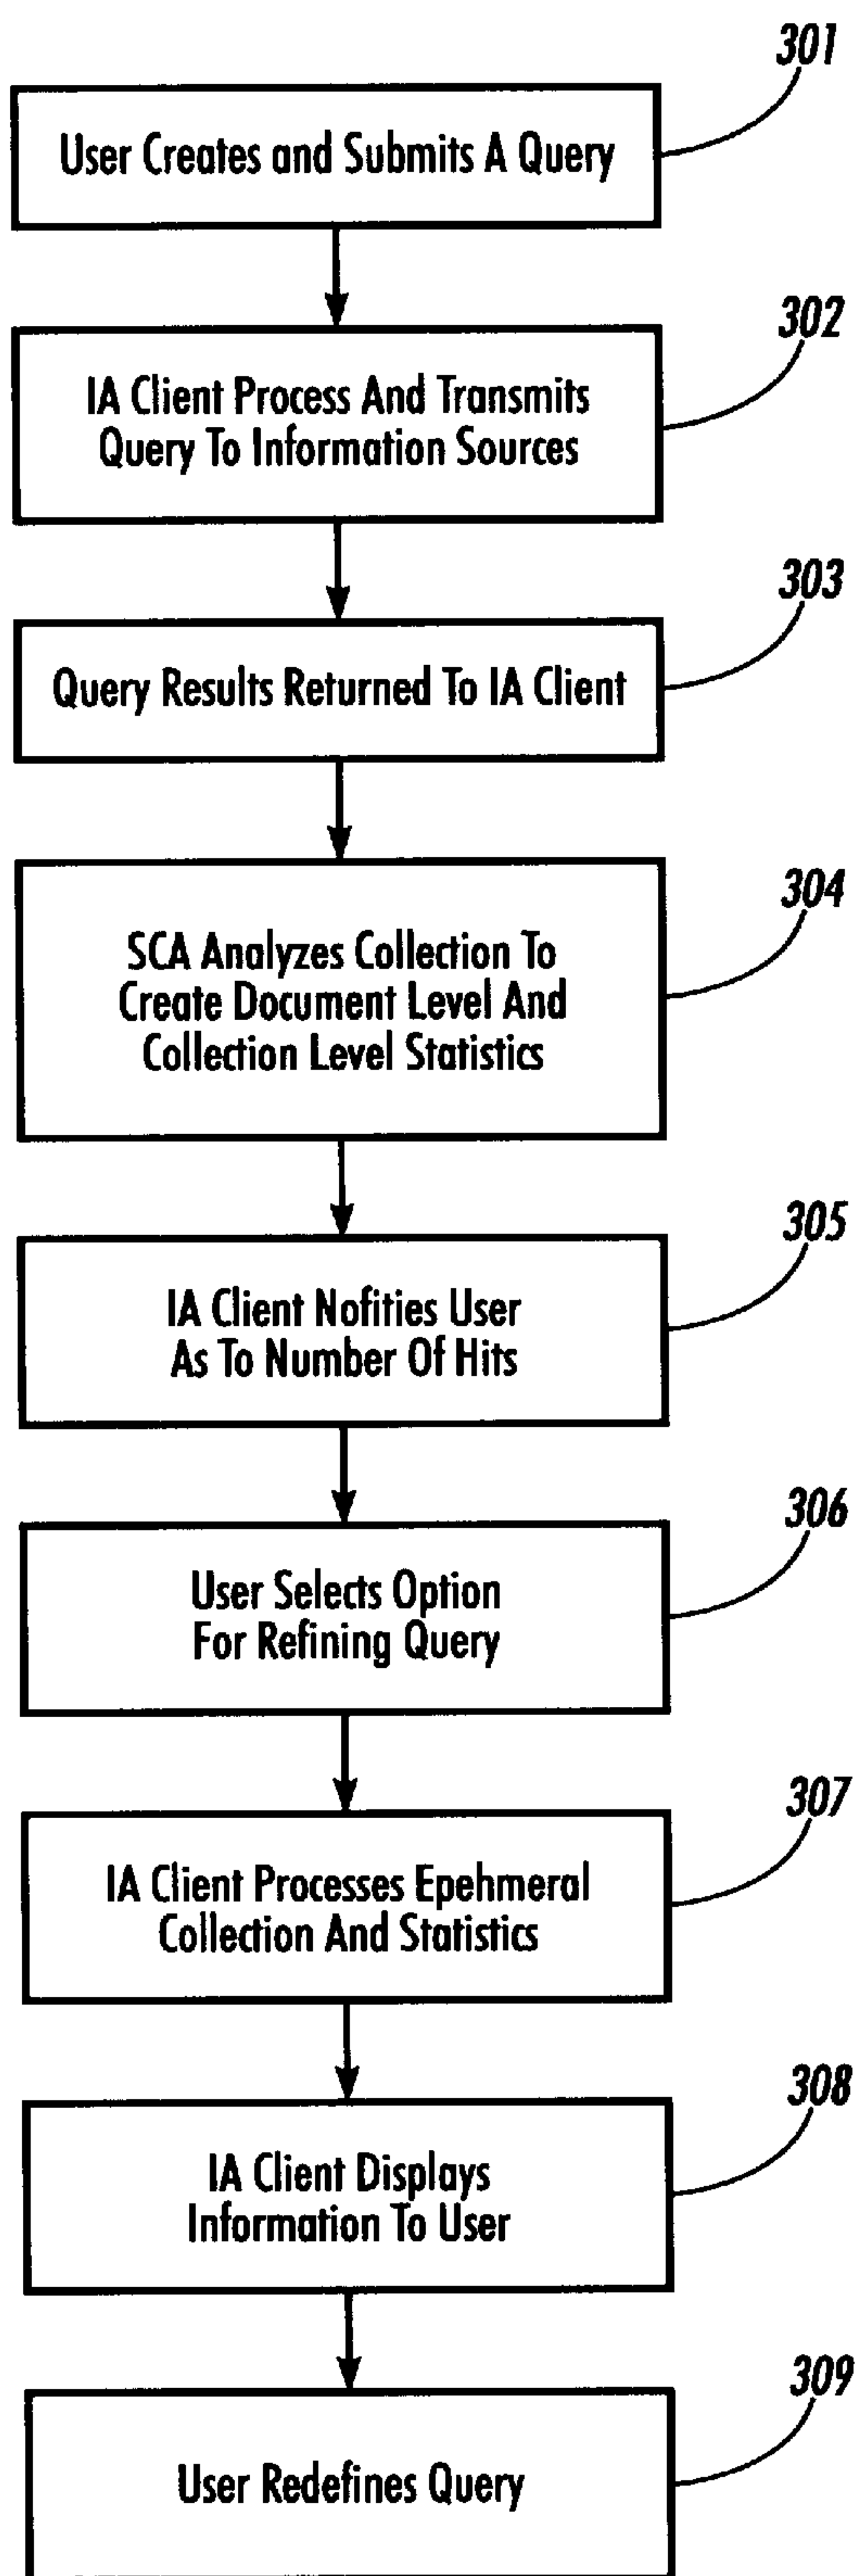 301
User Creates and Submits A Query
302
IA Client Process And Transmits
Query To Information Sources
303
Query Results Returned To IA Client
304
SCA Analyzes Collection To
Create Document Level And
Collection Level Statistics
305
IA Client Nofities User
As To Number Of Hits
306
User Selects Option
For Refining Query
307
IA Client Processes Epehmeral
Collection And Statistics
308
IA Client Displays
Information To User
309
User Redefines Query